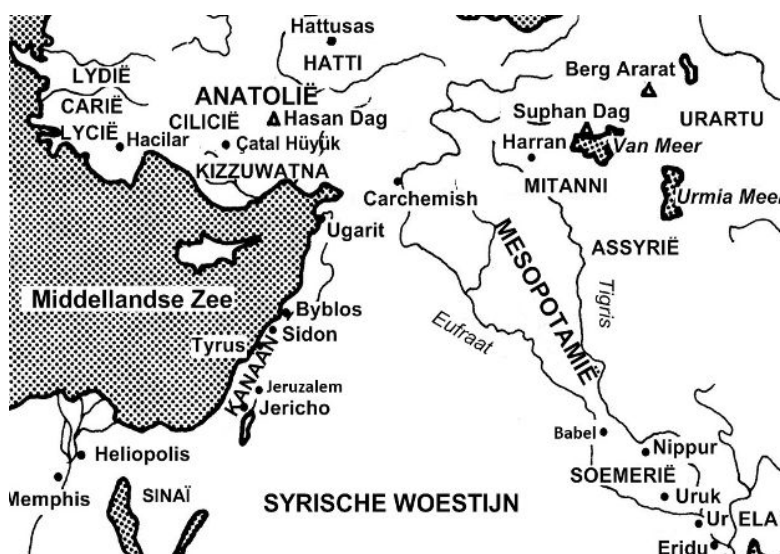 Hattusas
HATTI
LYDIË
Berg Ararat
CARIË
ANATOLIË
Suphan Dag
URARTU
LYCIË
Hacilar
CILICIË
Hasan Dag
Çatal Hüyük
Harran
Van Meer
KIZZUWATNA
Carchemish
MITANNI
Urmia Meer
Ugarit
MESOPOTAMIË
ASSYRIË
Middellandse Zee
Byblos
Sidon
Tyrus
Eufraat
Tigris
KANAAN
Jeruzalem
Jericho
Babel
Heliopolis
Nippur
Memphis
SINAÏ
SYRISCHE WOESTIJN
SOEMERIË
Uruk
Ur
ELA
Eridu